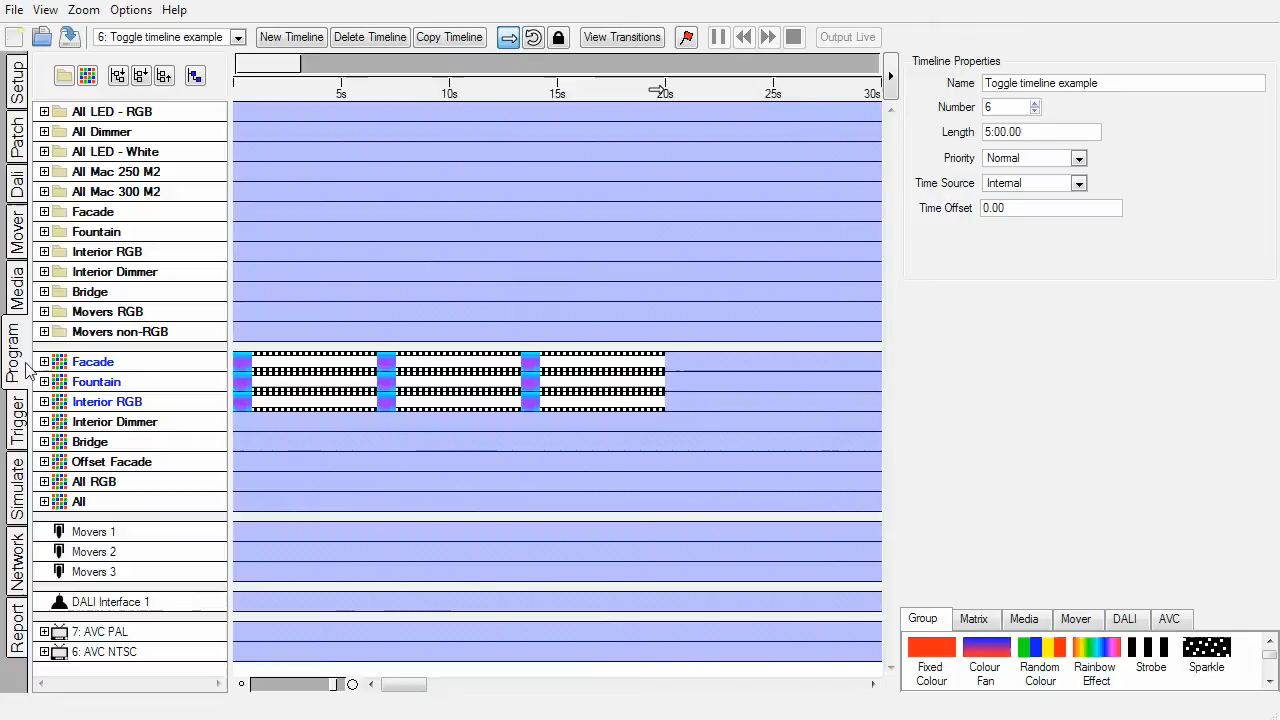 File View Zoom Options Help
6: Toggle timeline example New Timeline Delete Timeline Copy Timeline View Transitions Output Live
Setup
Patch
Dali
Mover
Media
Program
Trigger
Simulate
Network
Report
5s 10s 15s 20s 25s 30s
All LED - RGB
All Dimmer
All LED - White
All Mac 250 M2
All Mac 300 M2
Facade
Fountain
Interior RGB
Interior Dimmer
Bridge
Movers RGB
Movers non-RGB
Facade
Fountain
Interior RGB
Interior Dimmer
Bridge
Offset Facade
All RGB
All
Movers 1
Movers 2
Movers 3
DALI Interface 1
7: AVC PAL
6: AVC NTSC
Timeline Properties
Name Toggle timeline example
Number 6
Length 5:00.00
Priority Normal
Time Source Internal
Time Offset 0.00
Group Matrix Media Mover DALI AVC
Fixed Colour
Colour Fan
Random Colour
Rainbow Effect
Strobe
Sparkle